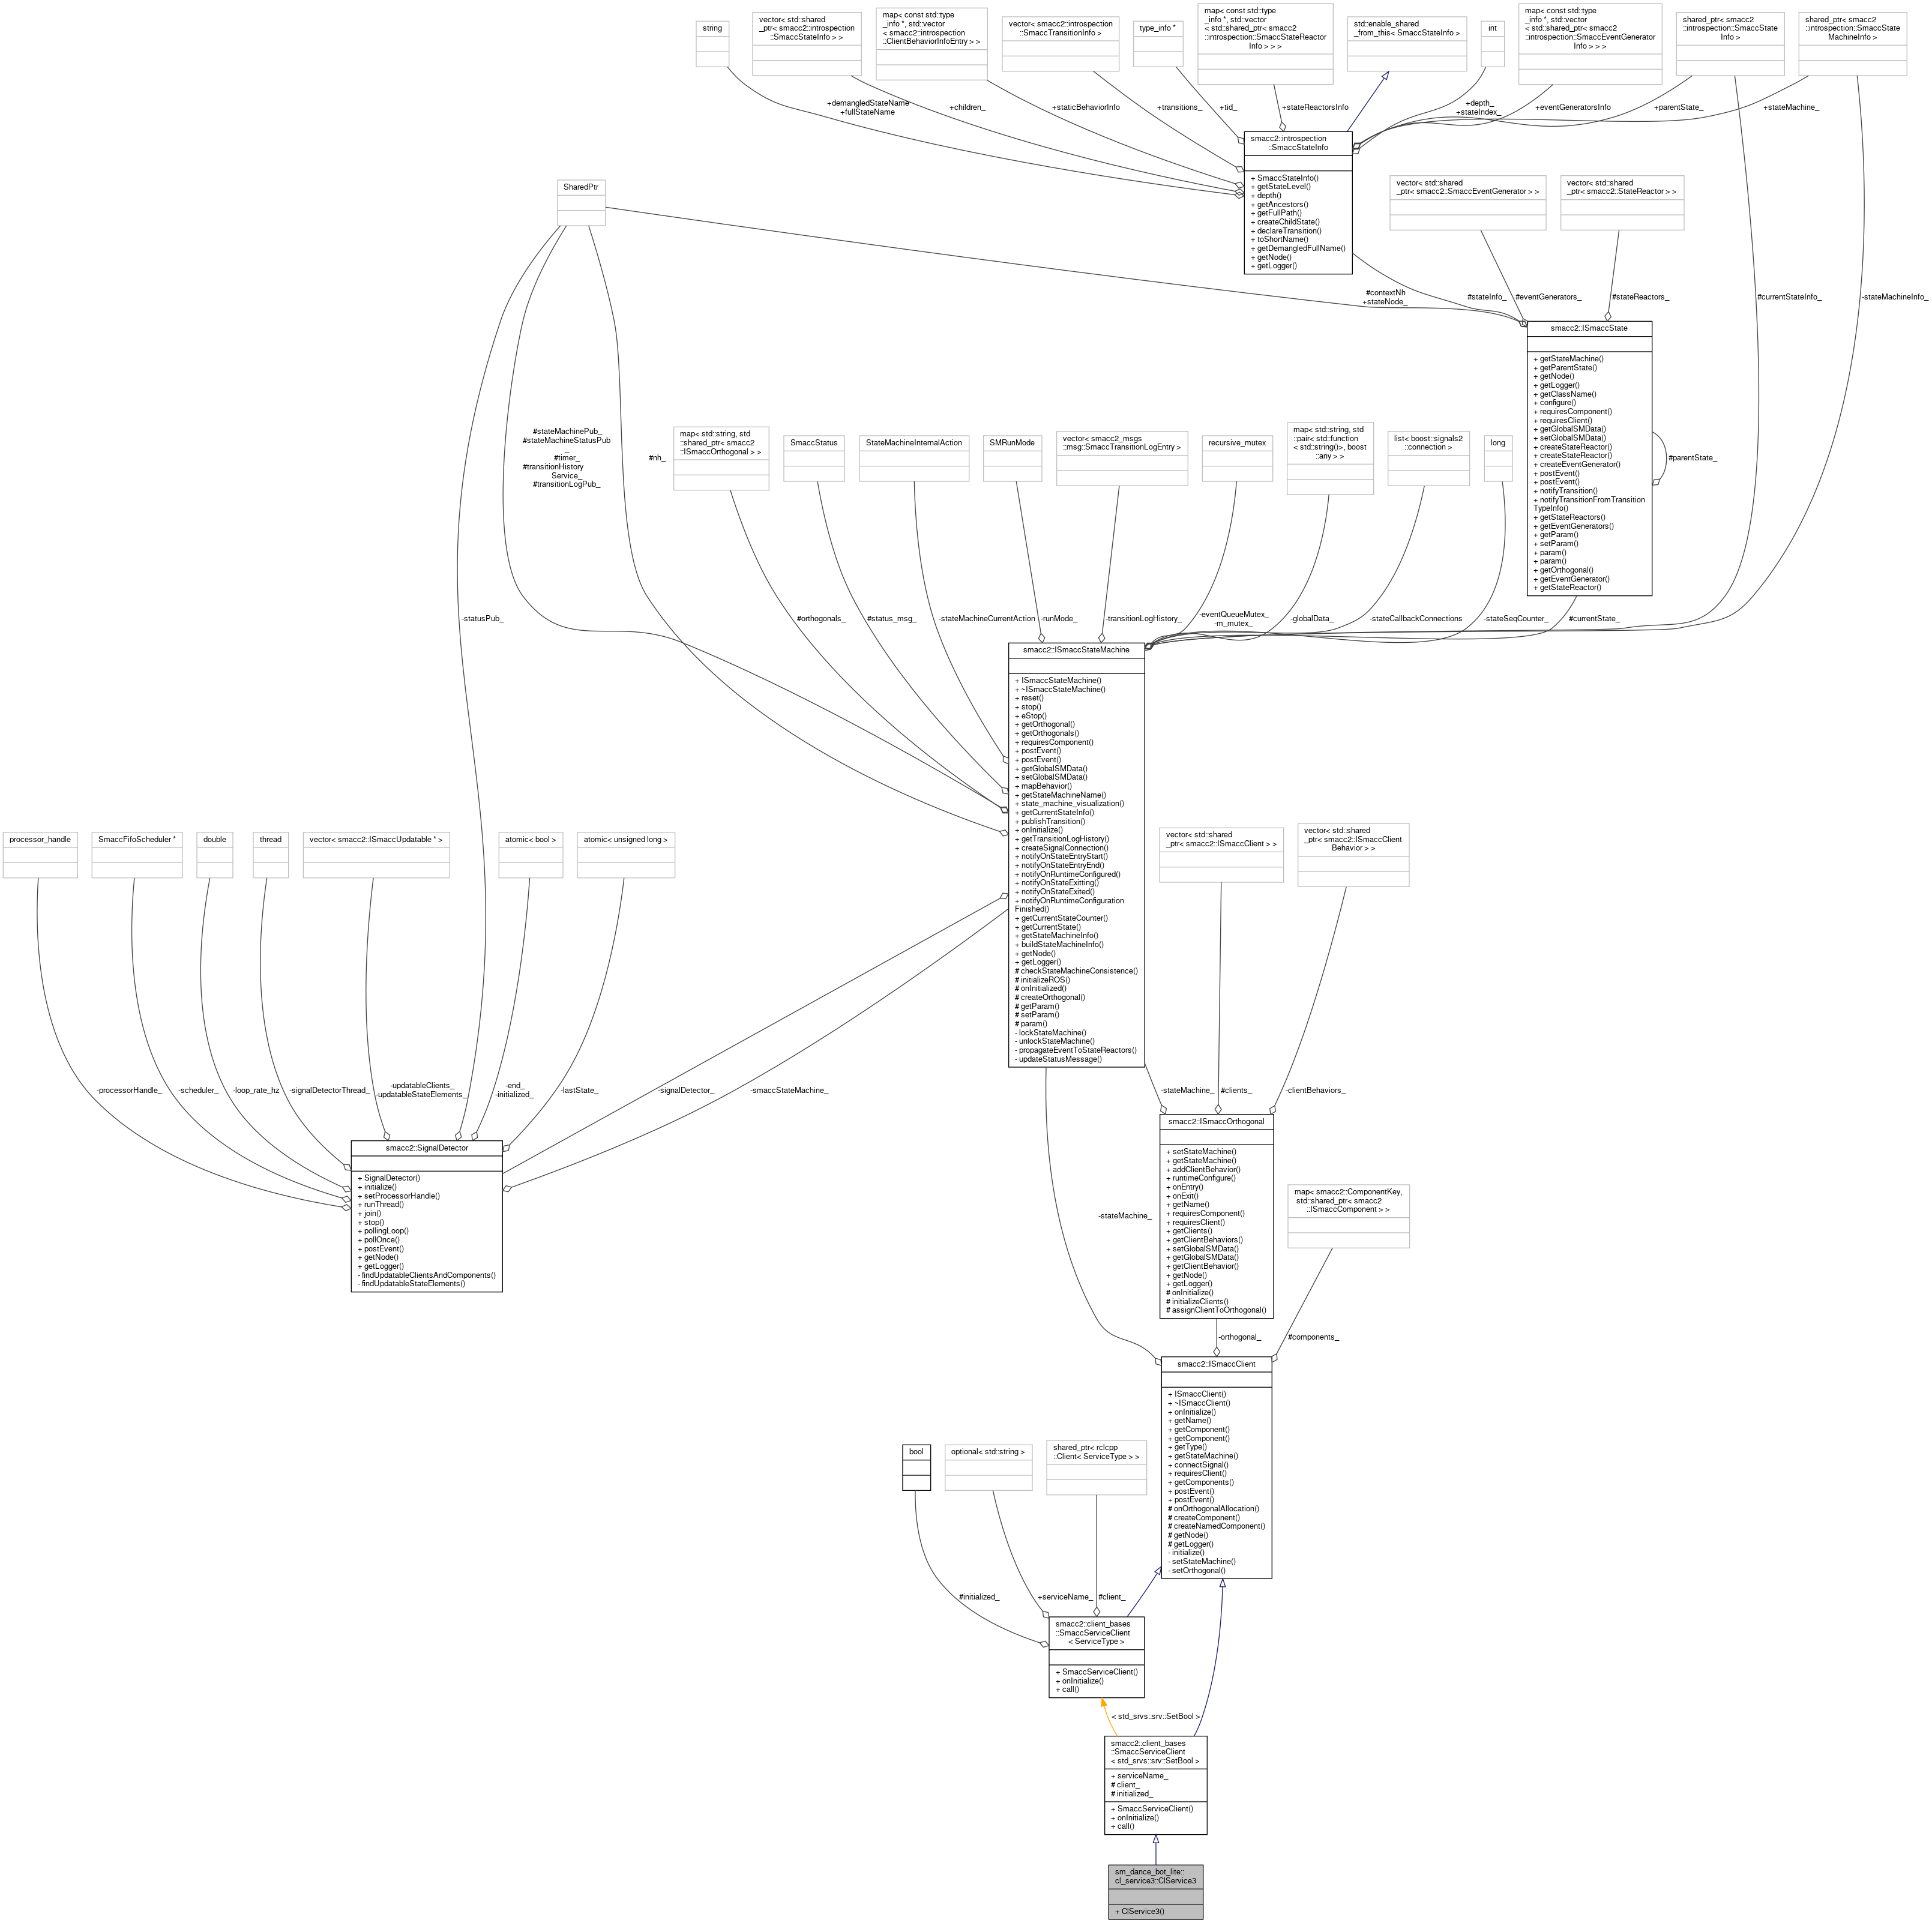 string
vector< std::shared
_ptr< smacc2::introspection
::SmaccStateInfo > >
map< const std::type
_info *, std::vector
< smacc2::introspection
::ClientBehaviorInfoEntry > >
vector< smacc2::introspection
::SmaccTransitionInfo >
type_info *
map< const std::type
_info *, std::vector
< std::shared_ptr< smacc2
::introspection::SmaccStateReactor
Info > > >
std::enable_shared
_from_this< SmaccStateInfo >
int
map< const std::type
_info *, std::vector
< std::shared_ptr< smacc2
::introspection::SmaccEventGenerator
Info > > >
shared_ptr< smacc2
::introspection::SmaccState
Info >
shared_ptr< smacc2
::introspection::SmaccState
MachineInfo >
+demangledStateName
+fullStateName
+children_
+staticBehaviorInfo
+transitions_
+tid_
+stateReactorsInfo
+depth_
+stateIndex_
+eventGeneratorsInfo
+parentState_
+stateMachine_
smacc2::introspection
::SmaccStateInfo
+ SmaccStateInfo()
+ getStateLevel()
+ depth()
+ getAncestors()
+ getFullPath()
+ createChildState()
+ declareTransition()
+ toShortName()
+ getDemangledFullName()
+ getNode()
+ getLogger()
SharedPtr
vector< std::shared
_ptr< smacc2::SmaccEventGenerator > >
vector< std::shared
_ptr< smacc2::StateReactor > >
#contextNh
+stateNode_
#stateInfo_
#eventGenerators_
#stateReactors_
#currentStateInfo_
-stateMachineInfo_
smacc2::ISmaccState
+ getStateMachine()
+ getParentState()
+ getNode()
+ getLogger()
+ getClassName()
+ configure()
+ requiresComponent()
+ requiresClient()
+ getGlobalSMData()
+ setGlobalSMData()
+ createStateReactor()
+ createStateReactor()
+ createEventGenerator()
+ postEvent()
+ postEvent()
+ notifyTransition()
+ notifyTransitionFromTransition
TypeInfo()
+ getStateReactors()
+ getEventGenerators()
+ getParam()
+ setParam()
+ param()
+ param()
+ getOrthogonal()
+ getEventGenerator()
+ getStateReactor()
#parentState_
#stateMachinePub_
#stateMachineStatusPub
_
#timer_
#transitionHistory
Service_
#transitionLogPub_
#nh_
map< std::string, std
::shared_ptr< smacc2
::ISmaccOrthogonal > >
SmaccStatus
StateMachineInternalAction
SMRunMode
vector< smacc2_msgs
::msg::SmaccTransitionLogEntry >
recursive_mutex
map< std::string, std
::pair< std::function
< std::string()>, boost
::any > >
list< boost::signals2
::connection >
long
-statusPub_
#orthogonals_
#status_msg_
-stateMachineCurrentAction
-runMode_
-transitionLogHistory_
-eventQueueMutex_
-m_mutex_
-globalData_
-stateCallbackConnections
-stateSeqCounter_
#currentState_
smacc2::ISmaccStateMachine
+ ISmaccStateMachine()
+ ~ISmaccStateMachine()
+ reset()
+ stop()
+ eStop()
+ getOrthogonal()
+ getOrthogonals()
+ requiresComponent()
+ postEvent()
+ postEvent()
+ getGlobalSMData()
+ setGlobalSMData()
+ mapBehavior()
+ getStateMachineName()
+ state_machine_visualization()
+ getCurrentStateInfo()
+ publishTransition()
+ onInitialize()
+ getTransitionLogHistory()
+ createSignalConnection()
+ notifyOnStateEntryStart()
+ notifyOnStateEntryEnd()
+ notifyOnRuntimeConfigured()
+ notifyOnStateExitting()
+ notifyOnStateExited()
+ notifyOnRuntimeConfiguration
Finished()
+ getCurrentStateCounter()
+ getCurrentState()
+ getStateMachineInfo()
+ buildStateMachineInfo()
+ getNode()
+ getLogger()
# checkStateMachineConsistence()
# initializeROS()
# onInitialized()
# createOrthogonal()
# getParam()
# setParam()
# param()
- lockStateMachine()
- unlockStateMachine()
- propagateEventToStateReactors()
- updateStatusMessage()
processor_handle
SmaccFifoScheduler *
double
thread
vector< smacc2::ISmaccUpdatable * >
atomic< bool >
atomic< unsigned long >
vector< std::shared
_ptr< smacc2::ISmaccClient > >
vector< std::shared
_ptr< smacc2::ISmaccClient
Behavior > >
-processorHandle_
-scheduler_
-loop_rate_hz
-signalDetectorThread_
-updatableClients_
-updatableStateElements_
-end_
-initialized_
-lastState_
-signalDetector_
-smaccStateMachine_
-stateMachine_
#clients_
-clientBehaviors_
smacc2::SignalDetector
+ SignalDetector()
+ initialize()
+ setProcessorHandle()
+ runThread()
+ join()
+ stop()
+ pollingLoop()
+ pollOnce()
+ postEvent()
+ getNode()
+ getLogger()
- findUpdatableClientsAndComponents()
- findUpdatableStateElements()
smacc2::ISmaccOrthogonal
+ setStateMachine()
+ getStateMachine()
+ addClientBehavior()
+ runtimeConfigure()
+ onEntry()
+ onExit()
+ getName()
+ requiresComponent()
+ requiresClient()
+ getClients()
+ getClientBehaviors()
+ setGlobalSMData()
+ getGlobalSMData()
+ getClientBehavior()
+ getNode()
+ getLogger()
# onInitialize()
# initializeClients()
# assignClientToOrthogonal()
map< smacc2::ComponentKey,
std::shared_ptr< smacc2
::ISmaccComponent > >
-stateMachine_
-orthogonal_
#components_
smacc2::ISmaccClient
+ ISmaccClient()
+ ~ISmaccClient()
+ onInitialize()
+ getName()
+ getComponent()
+ getComponent()
+ getType()
+ getStateMachine()
+ connectSignal()
+ requiresClient()
+ getComponents()
+ postEvent()
+ postEvent()
# onOrthogonalAllocation()
# createComponent()
# createNamedComponent()
# getNode()
# getLogger()
- initialize()
- setStateMachine()
- setOrthogonal()
bool
optional< std::string >
shared_ptr< rclcpp
::Client< ServiceType > >
#initialized_
+serviceName_
#client_
smacc2::client_bases
::SmaccServiceClient
< ServiceType >
+ SmaccServiceClient()
+ onInitialize()
+ call()
< std_srvs::srv::SetBool >
smacc2::client_bases
::SmaccServiceClient
< std_srvs::srv::SetBool >
+ serviceName_
# client_
# initialized_
+ SmaccServiceClient()
+ onInitialize()
+ call()
sm_dance_bot_lite::
cl_service3::ClService3
+ ClService3()